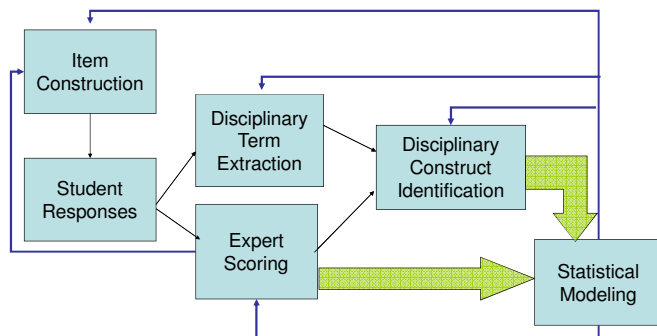 Item
Construction
Student
Responses
Disciplinary
Term
Extraction
Expert
Scoring
Disciplinary
Construct
Identification
Statistical
Modeling